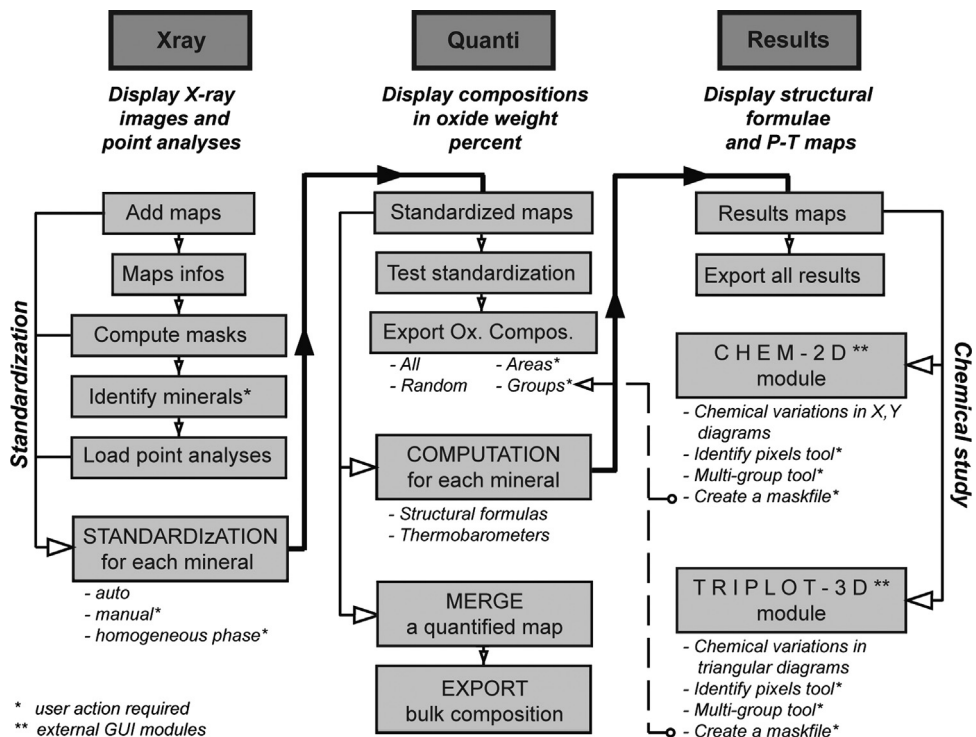 Xray
Display X-ray
images and
point analyses
Standardization
Add maps
Maps infos
Compute masks
Identify minerals*
Load point analyses
STANDARDIzATION
for each mineral
- auto
- manual*
- homogeneous phase*
* user action required
** external GUI modules
Quanti
Display compositions
in oxide weight
percent
Standardized maps
Test standardization
Export Ox. Compos.
- All - Areas*
- Random - Groups*
COMPUTATION
for each mineral
- Structural formulas
- Thermobarometers
MERGE
a quantified map
EXPORT
bulk composition
Results
Display structural
formulae
and P-T maps
Results maps
Export all results
CHEM-2D**
module
- Chemical variations in X,Y
diagrams
- Identify pixels tool*
- Multi-group tool*
- Create a maskfile*
TRIPLOT-3D**
module
- Chemical variations in
triangular diagrams
- Identify pixels tool*
- Multi-group tool*
- Create a maskfile*
Chemical study